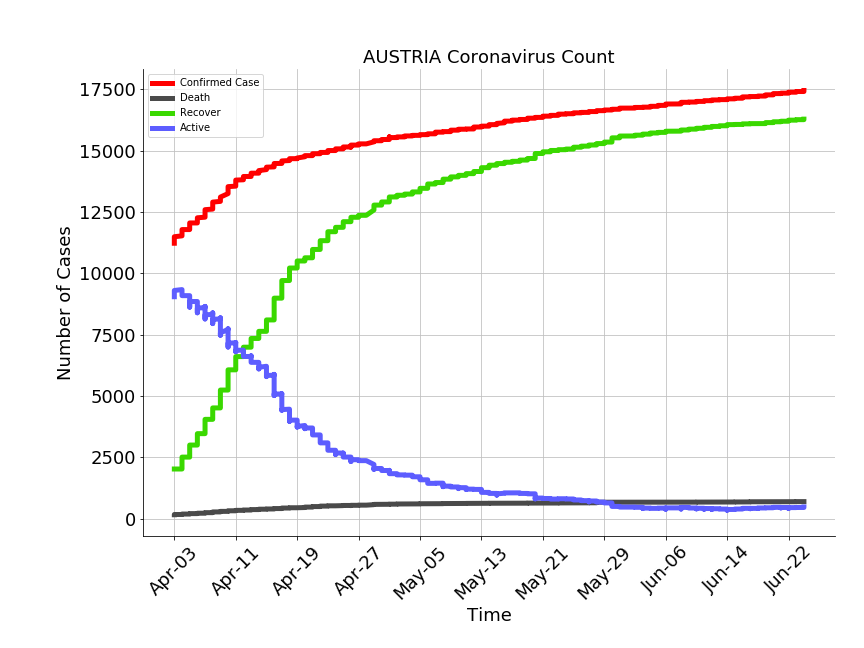 AUSTRIA Coronavirus Count
Confirmed Case
Death
Recover
Active
17500
15000
12500
10000
7500
5000
2500
0
Number of Cases
Apr-03
Apr-11
Apr-19
Apr-27
May-05
May-13
May-21
May-29
Jun-06
Jun-14
Jun-22
Time